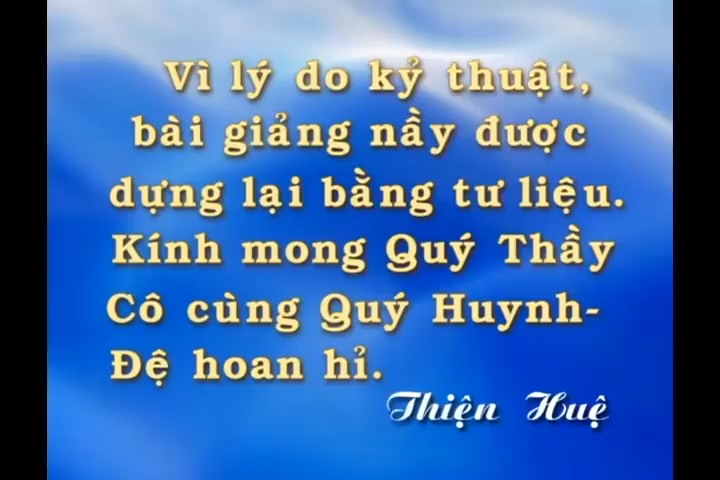 Vì lý do kỷ thuật,
bài giảng nầy được
dựng lại bằng tư liệu.
Kính mong Quý Thầy
Cô cùng Quý Huynh-
Đệ hoan hỉ.
Thiện Huệ